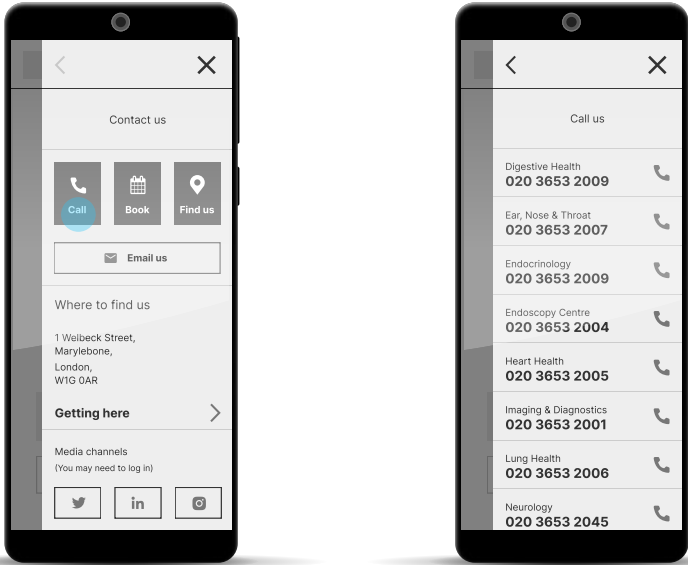 Contact us
Call
Book
Find us
Email us
Where to find us
1 Welbeck Street,
Marylebone,
London,
W1G 0AR
Getting here
Media channels
(You may need to log in)
in
Call us
Digestive Health
020 3653 2009
Ear, Nose & Throat
020 3653 2007
Endocrinology
020 3653 2009
Endoscopy Centre
020 3653 2004
Heart Health
020 3653 2005
Imaging & Diagnostics
020 3653 2001
Lung Health
020 3653 2006
Neurology
020 3653 2045